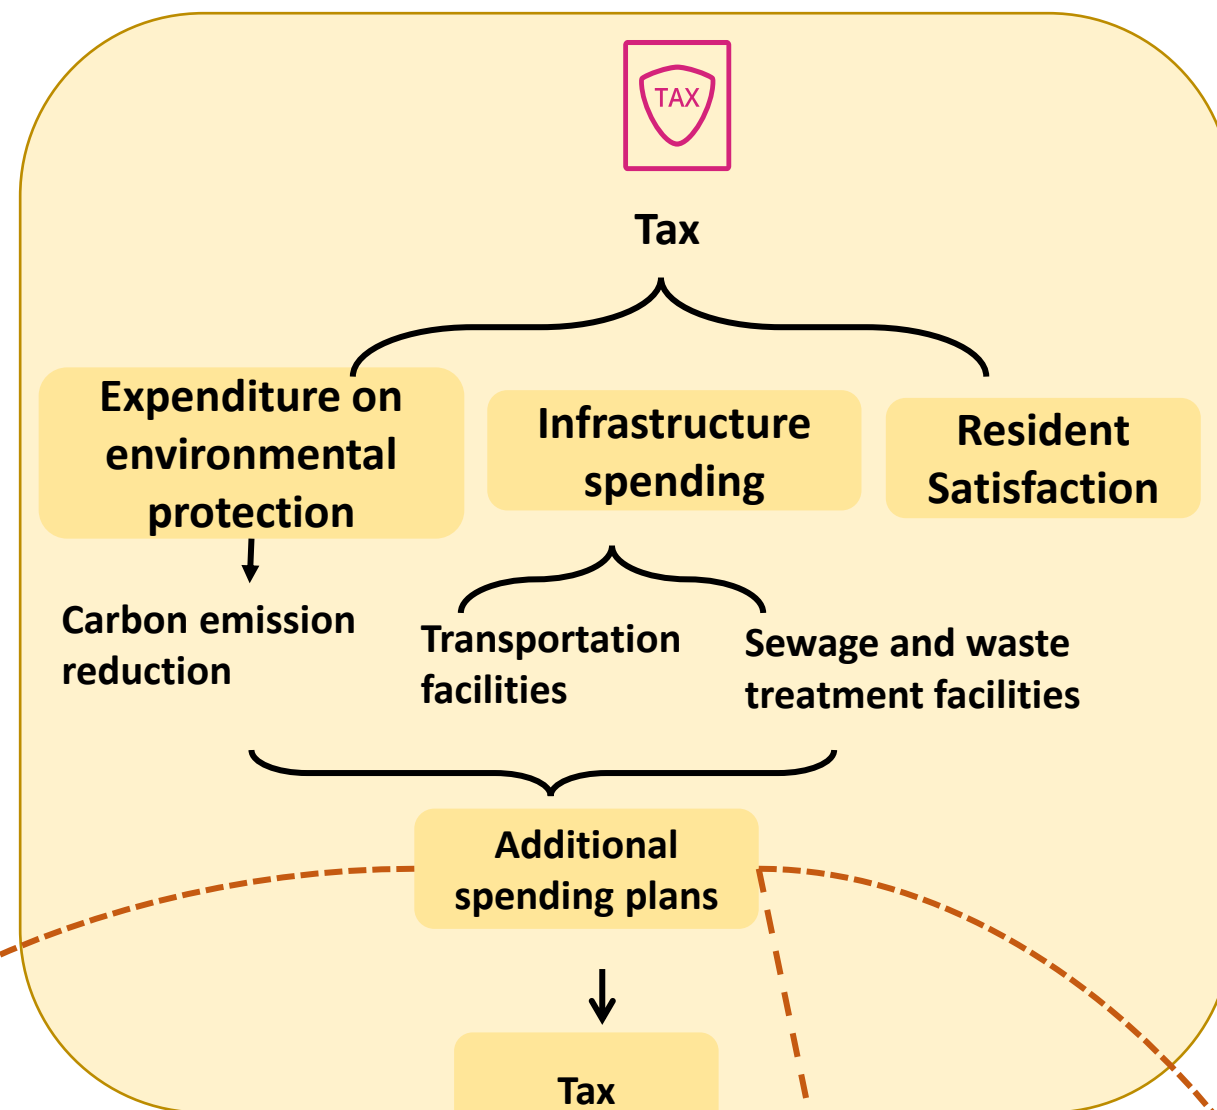 TAX
Tax
Expenditure on
environmental
protection
Infrastructure
spending
Resident
Satisfaction
Carbon emission
reduction
Transportation
facilities
Sewage and waste
treatment facilities
Additional
spending plans
Tax